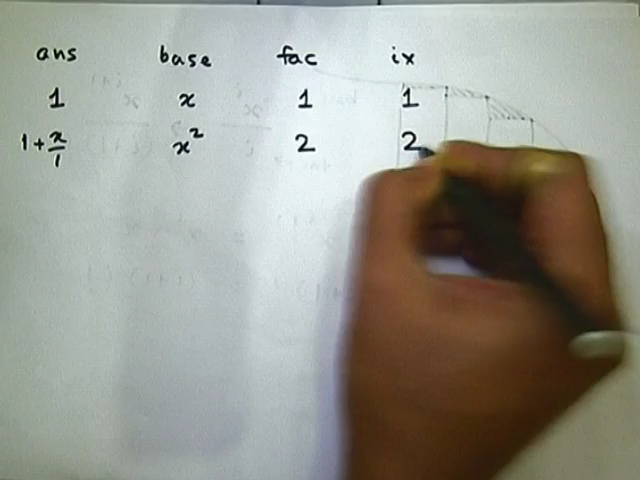 ans base fac ix
1 x 1 1
1+x/1 x² 2 2